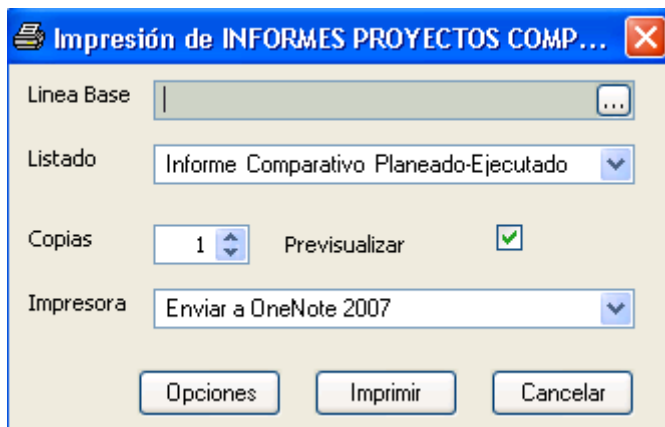 Impresión de INFORMES PROYECTOS COMP...
Linea Base ...
Listado Informe Comparativo Planeado-Ejecutado
Copias 1 Previsualizar
Impresora Enviar a OneNote 2007
Opciones Imprimir Cancelar